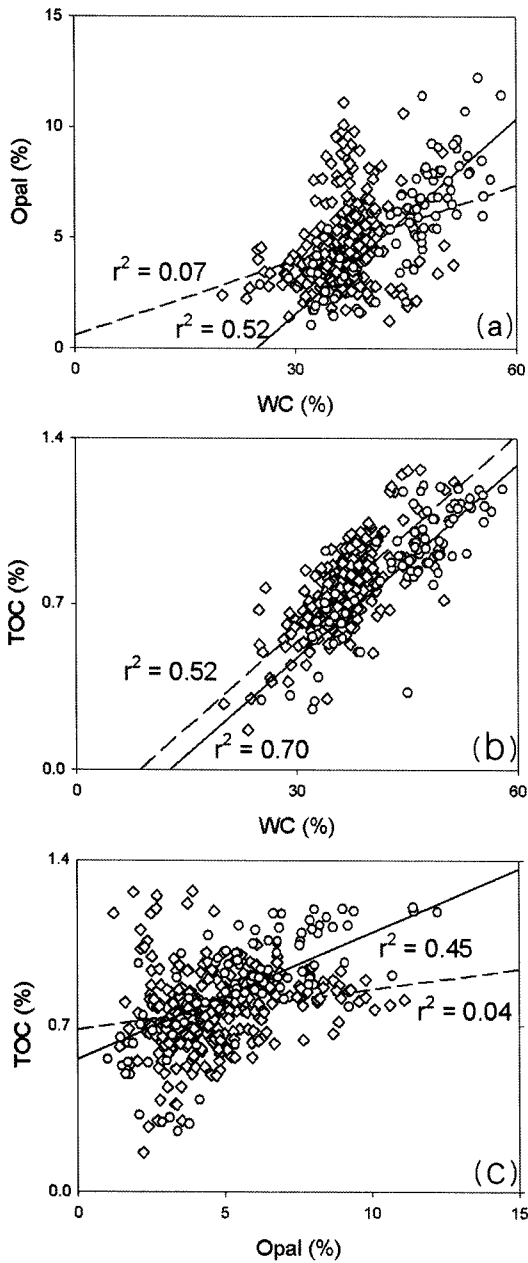 15
10
5
0
Opal (%)
r² = 0.07
r² = 0.52
(a)
0
30
60
WC (%)
1.4
0.7
0.0
TOC (%)
r² = 0.52
r² = 0.70
(b)
0
30
60
WC (%)
1.4
0.7
0.0
TOC (%)
r² = 0.45
r² = 0.04
(C)
0
5
10
15
Opal (%)